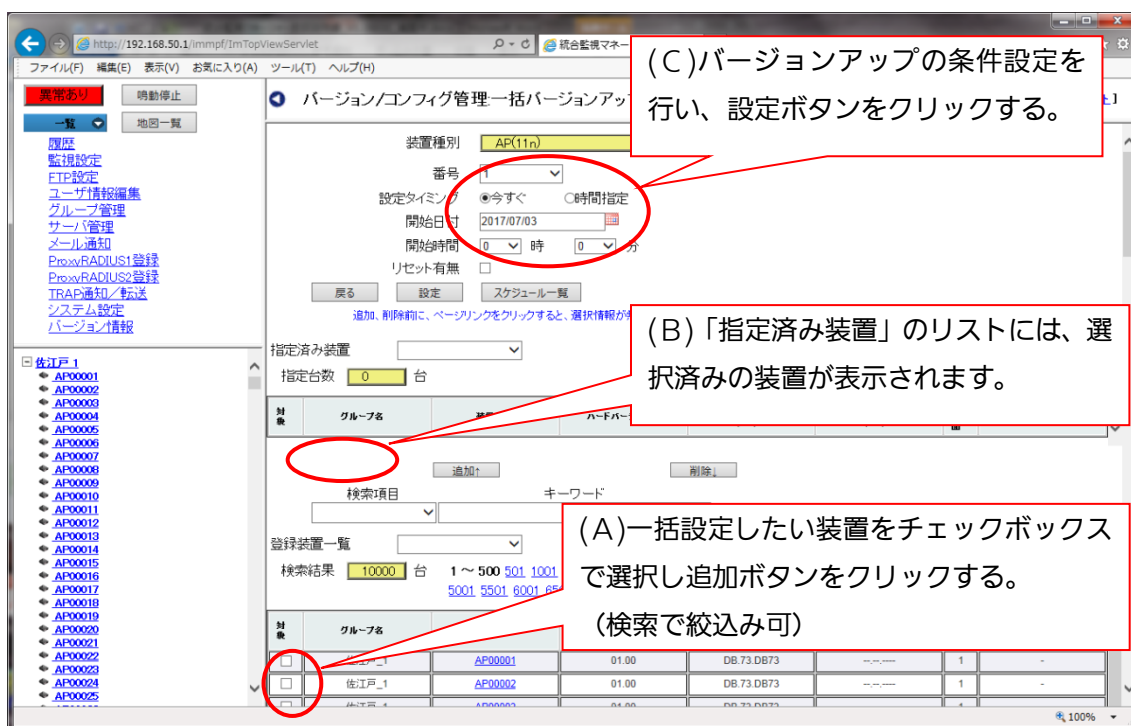 http://192.168.50.1/immpf/ImTopViewServlet
統合監視マネー
ファイル(F) 編集(E) 表示(V) お気に入り(A) ツール(T) ヘルプ(H)
異常あり 鳴動停止
一覧 地図一覧
履歴
監視設定
FTP設定
ユーザ情報編集
グループ管理
サーバ管理
メール通知
ProxyRADIUS1登録
ProxyRADIUS2登録
TRAP通知／転送
システム設定
バージョン情報
佐江戸 1
AP00001
AP00002
AP00003
AP00004
AP00005
AP00006
AP00007
AP00008
AP00009
AP00010
AP00011
AP00012
AP00013
AP00014
AP00015
AP00016
AP00017
AP00018
AP00019
AP00020
AP00021
AP00022
AP00023
AP00024
AP00025
バージョン/コンフィグ管理:一括バージョンアッ
装置種別 AP(11n)
番号 1
設定タイミング 今すぐ 時間指定
開始日付 2017/07/03
開始時間 0 時 0 分
リセット有無
戻る 設定 スケジュール一覧
追加、削除前に、ページリンクをクリックすると、選択情報が
指定済み装置
指定台数 0 台
対象 グループ名
追加↑ 削除↓
検索項目 キーワード
登録装置一覧
検索結果 10000 台 1 ～ 500 501 1001
5001 5501 6001
対象 グループ名
佐江戸_1 AP00001 01.00 DB.73.DB73 --.--.---- 1 -
佐江戸_1 AP00002 01.00 DB.73.DB73 --.--.---- 1 -
(C)バージョンアップの条件設定を
行い、設定ボタンをクリックする。
(B)「指定済み装置」のリストには、選
択済みの装置が表示されます。
(A)一括設定したい装置をチェックボックス
で選択し追加ボタンをクリックする。
（検索で絞込み可）
100%